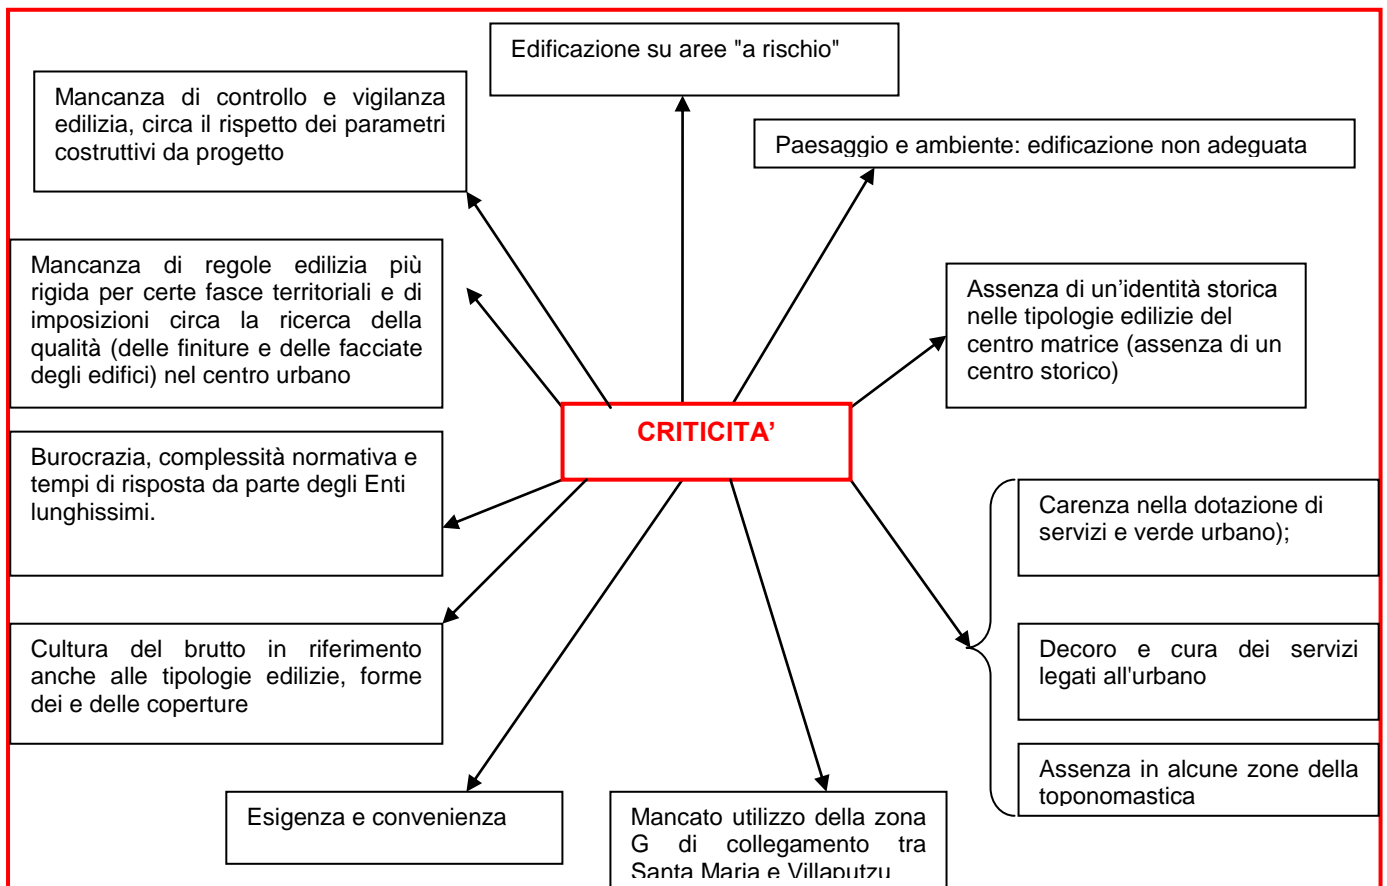 Edificazione su aree "a rischio"
Mancanza di controllo e vigilanza
edilizia, circa il rispetto dei parametri
costruttivi da progetto
Paesaggio e ambiente: edificazione non adeguata
Mancanza di regole edilizia più
rigida per certe fasce territoriali e di
imposizioni circa la ricerca della
qualità (delle finiture e delle facciate
degli edifici) nel centro urbano
Assenza di un’identità storica
nelle tipologie edilizie del
centro matrice (assenza di un
centro storico)
CRITICITA’
Burocrazia, complessità normativa e
tempi di risposta da parte degli Enti
lunghissimi.
Carenza nella dotazione di
servizi e verde urbano);
Cultura del brutto in riferimento
anche alle tipologie edilizie, forme
dei e delle coperture
Decoro e cura dei servizi
legati all'urbano
Assenza in alcune zone della
toponomastica
Esigenza e convenienza
Mancato utilizzo della zona
G di collegamento tra
Santa Maria e Villaputzu